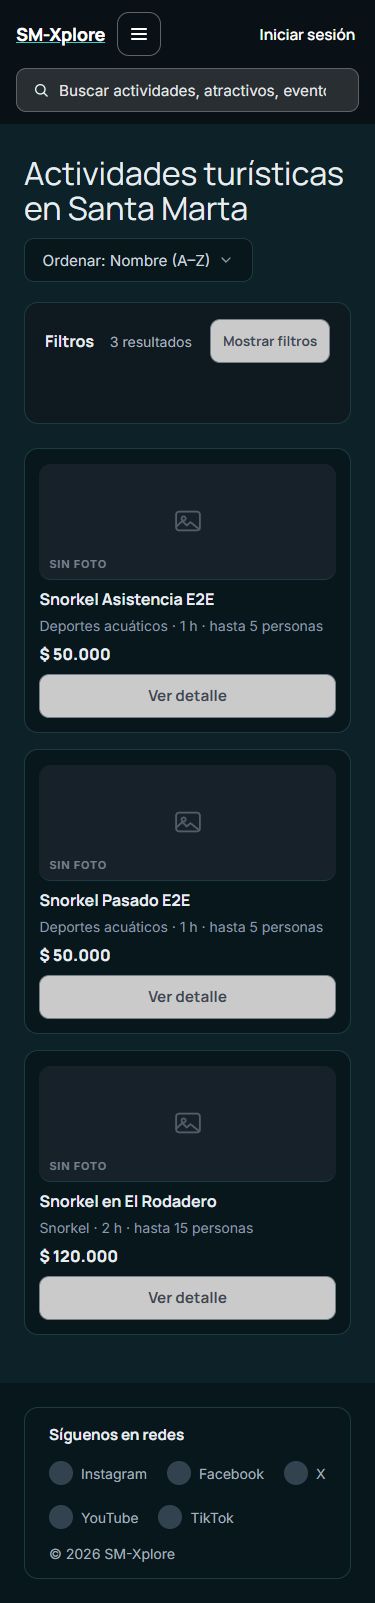 SM-Xplore
Iniciar sesión
Buscar actividades, atractivos, evento
Actividades turísticas
en Santa Marta
Ordenar: Nombre (A–Z)
Filtros
3 resultados
Mostrar filtros
SIN FOTO
Snorkel Asistencia E2E
Deportes acuáticos · 1 h · hasta 5 personas
$ 50.000
Ver detalle
SIN FOTO
Snorkel Pasado E2E
Deportes acuáticos · 1 h · hasta 5 personas
$ 50.000
Ver detalle
SIN FOTO
Snorkel en El Rodadero
Snorkel · 2 h · hasta 15 personas
$ 120.000
Ver detalle
Síguenos en redes
Instagram
Facebook
X
YouTube
TikTok
© 2026 SM-Xplore